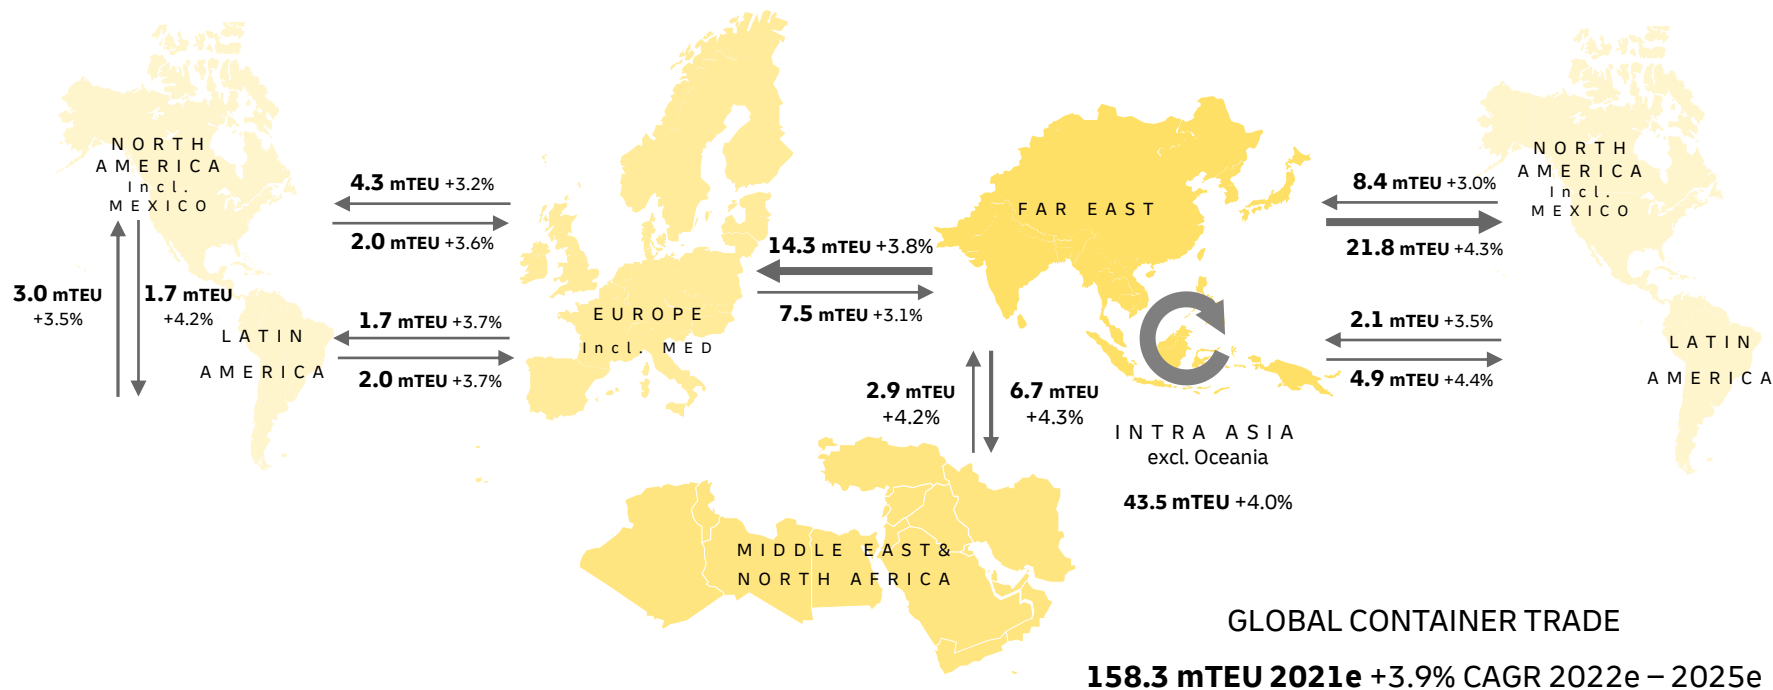 NORTH
AMERICA
Incl.
MEXICO
4.3 mTEU +3.2%
2.0 mTEU +3.6%
3.0 mTEU
+3.5%
1.7 mTEU
+4.2%
LATIN
AMERICA
1.7 mTEU +3.7%
2.0 mTEU +3.7%
EUROPE
Incl. MED
14.3 mTEU +3.8%
7.5 mTEU +3.1%
FAR EAST
2.9 mTEU
+4.2%
6.7 mTEU
+4.3%
INTRA ASIA
excl. Oceania
43.5 mTEU +4.0%
MIDDLE EAST&
NORTH AFRICA
8.4 mTEU +3.0%
21.8 mTEU +4.3%
2.1 mTEU +3.5%
4.9 mTEU +4.4%
NORTH
AMERICA
Incl.
MEXICO
LATIN
AMERICA
GLOBAL CONTAINER TRADE
158.3 mTEU 2021e +3.9% CAGR 2022e – 2025e